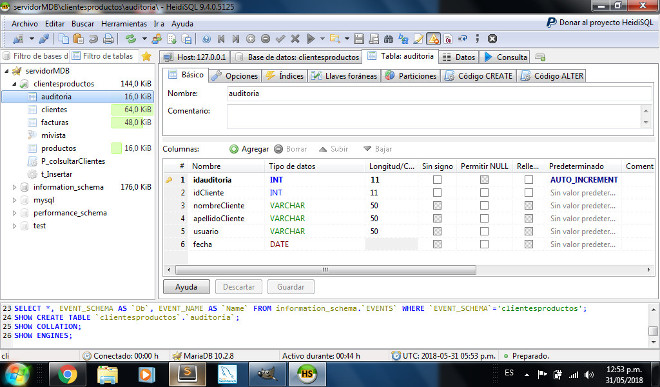 servidorMDB\clientesproductos\auditoria\ - HeidiSQL 9.4.0.5125
Archivo Editar Buscar Herramientas Ir a Ayuda
Donar al proyecto HeidiSQL
Filtro de bases d Filtro de tablas
Host: 127.0.0.1 Base de datos: clientesproductos Tabla: auditoria Datos Consulta
servidorMDB
clientesproductos 144,0 KiB
auditoria 16,0 KiB
clientes 64,0 KiB
facturas 48,0 KiB
mivista
productos 16,0 KiB
P_colsultarClientes
t_Insertar
information_schema 176,0 KiB
mysql
performance_schema
test
Básico Opciones Índices Llaves foráneas Particiones Código CREATE Código ALTER
Nombre: auditoria
Comentario:
Columnas: Agregar Borrar Subir Bajar
# Nombre Tipo de datos Longitud/C... Sin signo Permitir NULL Relle... Predeterminado Coment
1 idauditoria INT 11 AUTO_INCREMENT
2 idCliente INT 11 Sin valor predeter...
3 nombreCliente VARCHAR 50 Sin valor predeter...
4 apellidoCliente VARCHAR 50 Sin valor predeter...
5 usuario VARCHAR 50 Sin valor predeter...
6 fecha DATE Sin valor predeter...
Ayuda Descartar Guardar
23 SELECT *, EVENT_SCHEMA AS `Db`, EVENT_NAME AS `Name` FROM information_schema.`EVENTS` WHERE `EVENT_SCHEMA`='clientesproductos';
24 SHOW CREATE TABLE `clientesproductos`.`auditoria`;
25 SHOW COLLATION;
26 SHOW ENGINES;
cli Conectado: 00:00 h MariaDB 10.2.8 Activo durante: 00:44 h UTC: 2018-05-31 05:53 p.m. Preparado.
ES 12:53 p.m.
31/05/2018